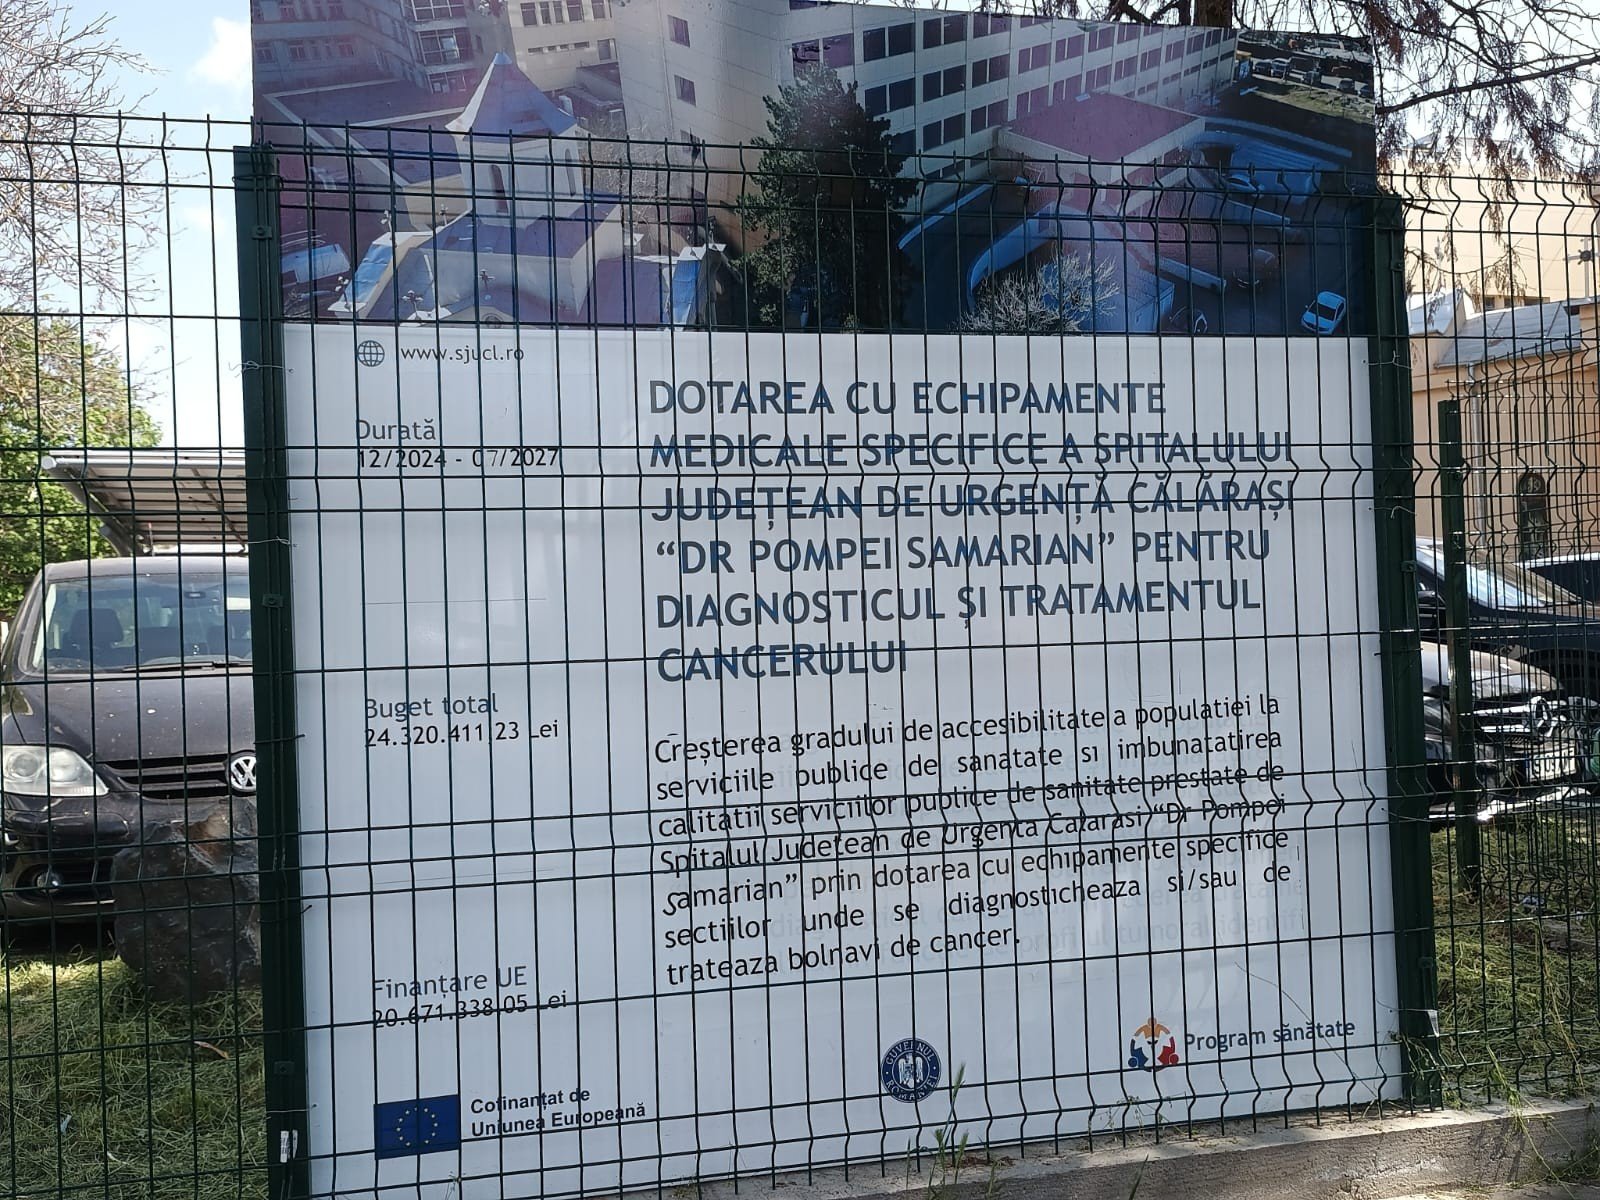 www.sjucl.ro
Durată
12/2024 - 07/2027
Buget total
24.320.411,23 Lei
Finanțare UE
20.671.338,05 Lei
DOTAREA CU ECHIPAMENTE
MEDICALE SPECIFICE A SPITALULUI
JUDEȚEAN DE URGENȚĂ CĂLĂRAȘI
“DR POMPEI SAMARIAN” PENTRU
DIAGNOSTICUL ȘI TRATAMENTUL
CANCERULUI
Creșterea gradului de accesibilitate a populatiei la
serviciile publice de sanatate si imbunatatirea
calitatii serviciilor publice de sanitate prestate de
Spitalul Județean de Urgenta Calarasi “Dr Pompei
Samarian” prin dotarea cu echipamente specifice
sectiilor unde se diagnosticheaza si/sau de
trateaza bolnavi de cancer.
Cofinanțat de
Uniunea Europeană
GUVERNUL ROMÂNIEI
Program sănătate